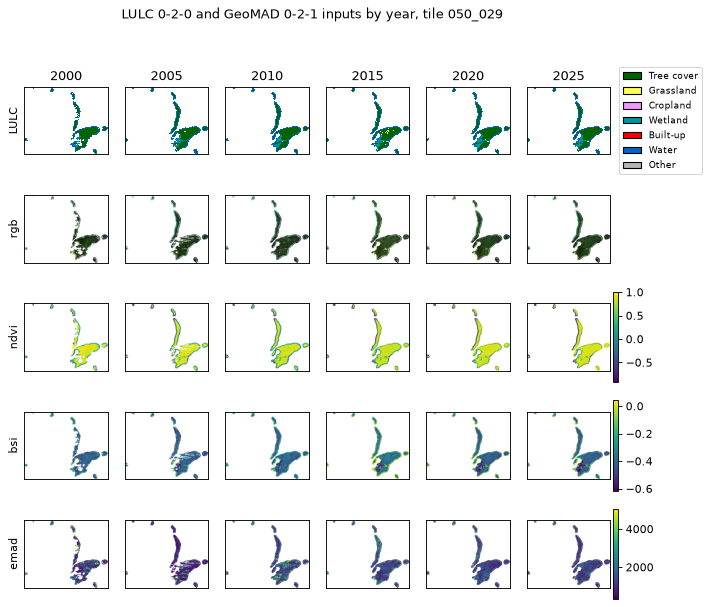 LULC 0-2-0 and GeoMAD 0-2-1 inputs by year, tile 050_029
2000 2005 2010 2015 2020 2025
LULC
Tree cover
Grassland
Cropland
Wetland
Built-up
Water
Other
rgb
ndvi
1.0
0.5
0.0
−0.5
bsi
0.0
−0.2
−0.4
−0.6
emad
4000
2000